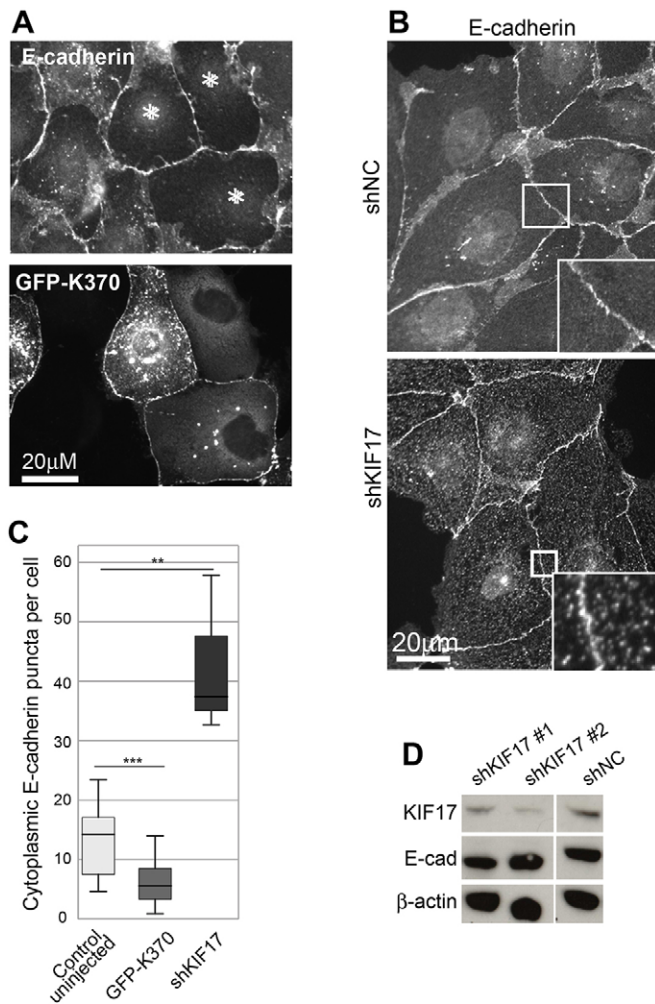 A
E-cadherin
* * *
GFP-K370
20µM
B
E-cadherin
shNC
shKIF17
20µm
C
Cytoplasmic E-cadherin puncta per cell
60
50
40
30
20
10
0
**
***
Control uninjected
GFP-K370
shKIF17
D
shKIF17 #1
shKIF17 #2
shNC
KIF17
E-cad
β-actin